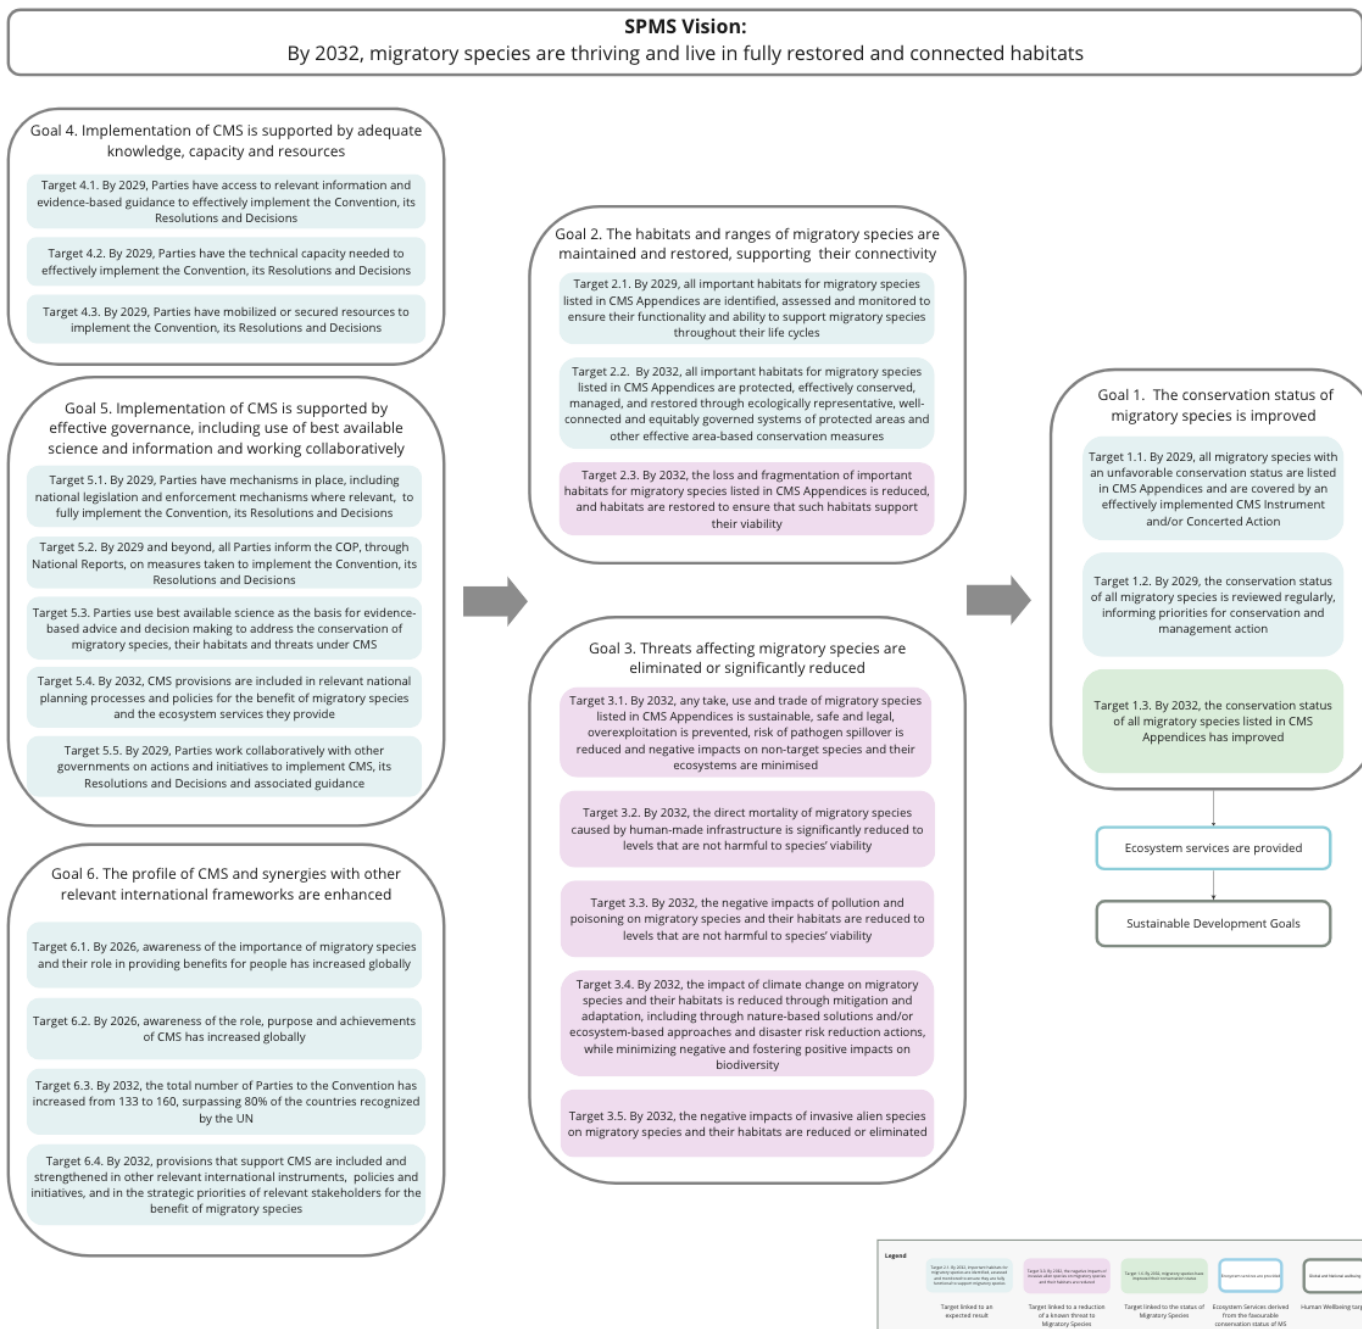 SPMS Vision:
By 2032, migratory species are thriving and live in fully restored and connected habitats
Goal 4. Implementation of CMS is supported by adequate
knowledge, capacity and resources
Target 4.1. By 2029, Parties have access to relevant information and
evidence-based guidance to effectively implement the Convention, its
Resolutions and Decisions
Target 4.2. By 2029, Parties have the technical capacity needed to
effectively implement the Convention, its Resolutions and Decisions
Target 4.3. By 2029, Parties have mobilized or secured resources to
implement the Convention, its Resolutions and Decisions
Goal 5. Implementation of CMS is supported by
effective governance, including use of best available
science and information and working collaboratively
Target 5.1. By 2029, Parties have mechanisms in place, including
national legislation and enforcement mechanisms where relevant, to
fully implement the Convention, its Resolutions and Decisions
Target 5.2. By 2029 and beyond, all Parties inform the COP, through
National Reports, on measures taken to implement the Convention, its
Resolutions and Decisions
Target 5.3. Parties use best available science as the basis for evidence-
based advice and decision making to address the conservation of
migratory species, their habitats and threats under CMS
Target 5.4. By 2032, CMS provisions are included in relevant national
planning processes and policies for the benefit of migratory species
and the ecosystem services they provide
Target 5.5. By 2029, Parties work collaboratively with other
governments on actions and initiatives to implement CMS, its
Resolutions and Decisions and associated guidance
Goal 6. The profile of CMS and synergies with other
relevant international frameworks are enhanced
Target 6.1. By 2026, awareness of the importance of migratory species
and their role in providing benefits for people has increased globally
Target 6.2. By 2026, awareness of the role, purpose and achievements
of CMS has increased globally
Target 6.3. By 2032, the total number of Parties to the Convention has
increased from 133 to 160, surpassing 80% of the countries recognized
by the UN
Target 6.4. By 2032, provisions that support CMS are included and
strengthened in other relevant international instruments, policies and
initiatives, and in the strategic priorities of relevant stakeholders for the
benefit of migratory species
Goal 2. The habitats and ranges of migratory species are
maintained and restored, supporting their connectivity
Target 2.1. By 2029, all important habitats for migratory species
listed in CMS Appendices are identified, assessed and monitored to
ensure their functionality and ability to support migratory species
throughout their life cycles
Target 2.2. By 2032, all important habitats for migratory species
listed in CMS Appendices are protected, effectively conserved,
managed, and restored through ecologically representative, well-
connected and equitably governed systems of protected areas and
other effective area-based conservation measures
Target 2.3. By 2032, the loss and fragmentation of important
habitats for migratory species listed in CMS Appendices is reduced,
and habitats are restored to ensure that such habitats support
their viability
Goal 3. Threats affecting migratory species are
eliminated or significantly reduced
Target 3.1. By 2032, any take, use and trade of migratory species
listed in CMS Appendices is sustainable, safe and legal,
overexploitation is prevented, risk of pathogen spillover is
reduced and negative impacts on non-target species and their
ecosystems are minimised
Target 3.2. By 2032, the direct mortality of migratory species
caused by human-made infrastructure is significantly reduced to
levels that are not harmful to species' viability
Target 3.3. By 2032, the negative impacts of pollution and
poisoning on migratory species and their habitats are reduced to
levels that are not harmful to species' viability
Target 3.4. By 2032, the impact of climate change on migratory
species and their habitats is reduced through mitigation and
adaptation, including through nature-based solutions and/or
ecosystem-based approaches and disaster risk reduction actions,
while minimizing negative and fostering positive impacts on
biodiversity
Target 3.5. By 2032, the negative impacts of invasive alien species
on migratory species and their habitats are reduced or eliminated
Goal 1. The conservation status of
migratory species is improved
Target 1.1. By 2029, all migratory species with
an unfavorable conservation status are listed
in CMS Appendices and are covered by an
effectively implemented CMS Instrument
and/or Concerted Action
Target 1.2. By 2029, the conservation status
of all migratory species is reviewed regularly,
informing priorities for conservation and
management action
Target 1.3. By 2032, the conservation status
of all migratory species listed in CMS
Appendices has improved
Ecosystem services are provided
Sustainable Development Goals
Legend
Ecosystem services are provided
Target linked to an
expected result
Target linked to a reduction
of a known threat to
Migratory Species
Target linked to the status of
Migratory Species
Ecosystem Services derived
from the favourable
conservation status of MS
Human Wellbeing